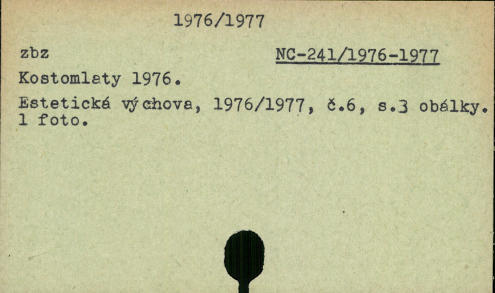 1976/1977
zbz NC-241/1976-1977
Kostomlaty 1976.
Estetická výchova, 1976/1977, č.6, s.3 obálky.
1 foto.